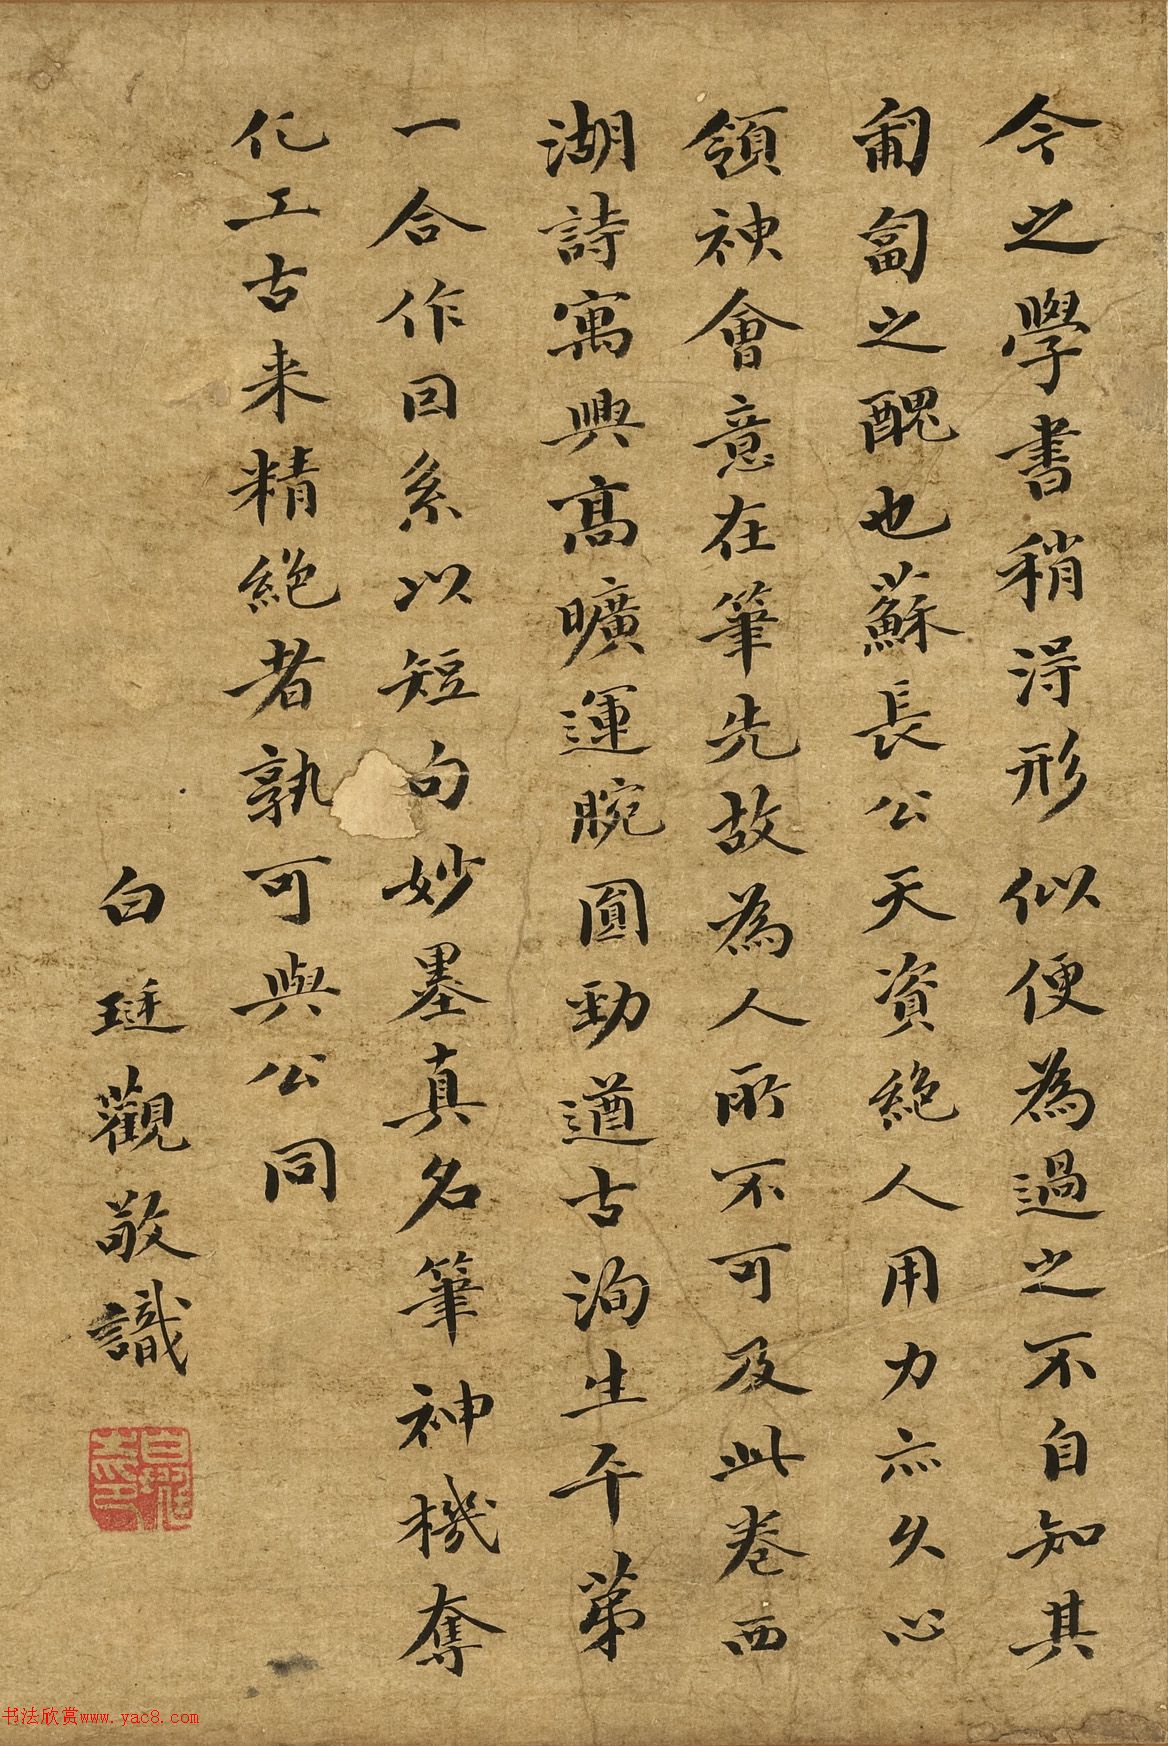 今之學書稍得形似便為過之不自知其
匍匐之醜也蘇長公天資絕人用力亦久心
領神會意在筆先故為人所不可及此卷西
湖詩寓興高曠運腕圓勁遒古洵生平第
一合作回系以短句妙墨真名筆神機奪
化工古来精絕者孰可與公同
白珽觀敬識
书法欣赏www.yac8.com